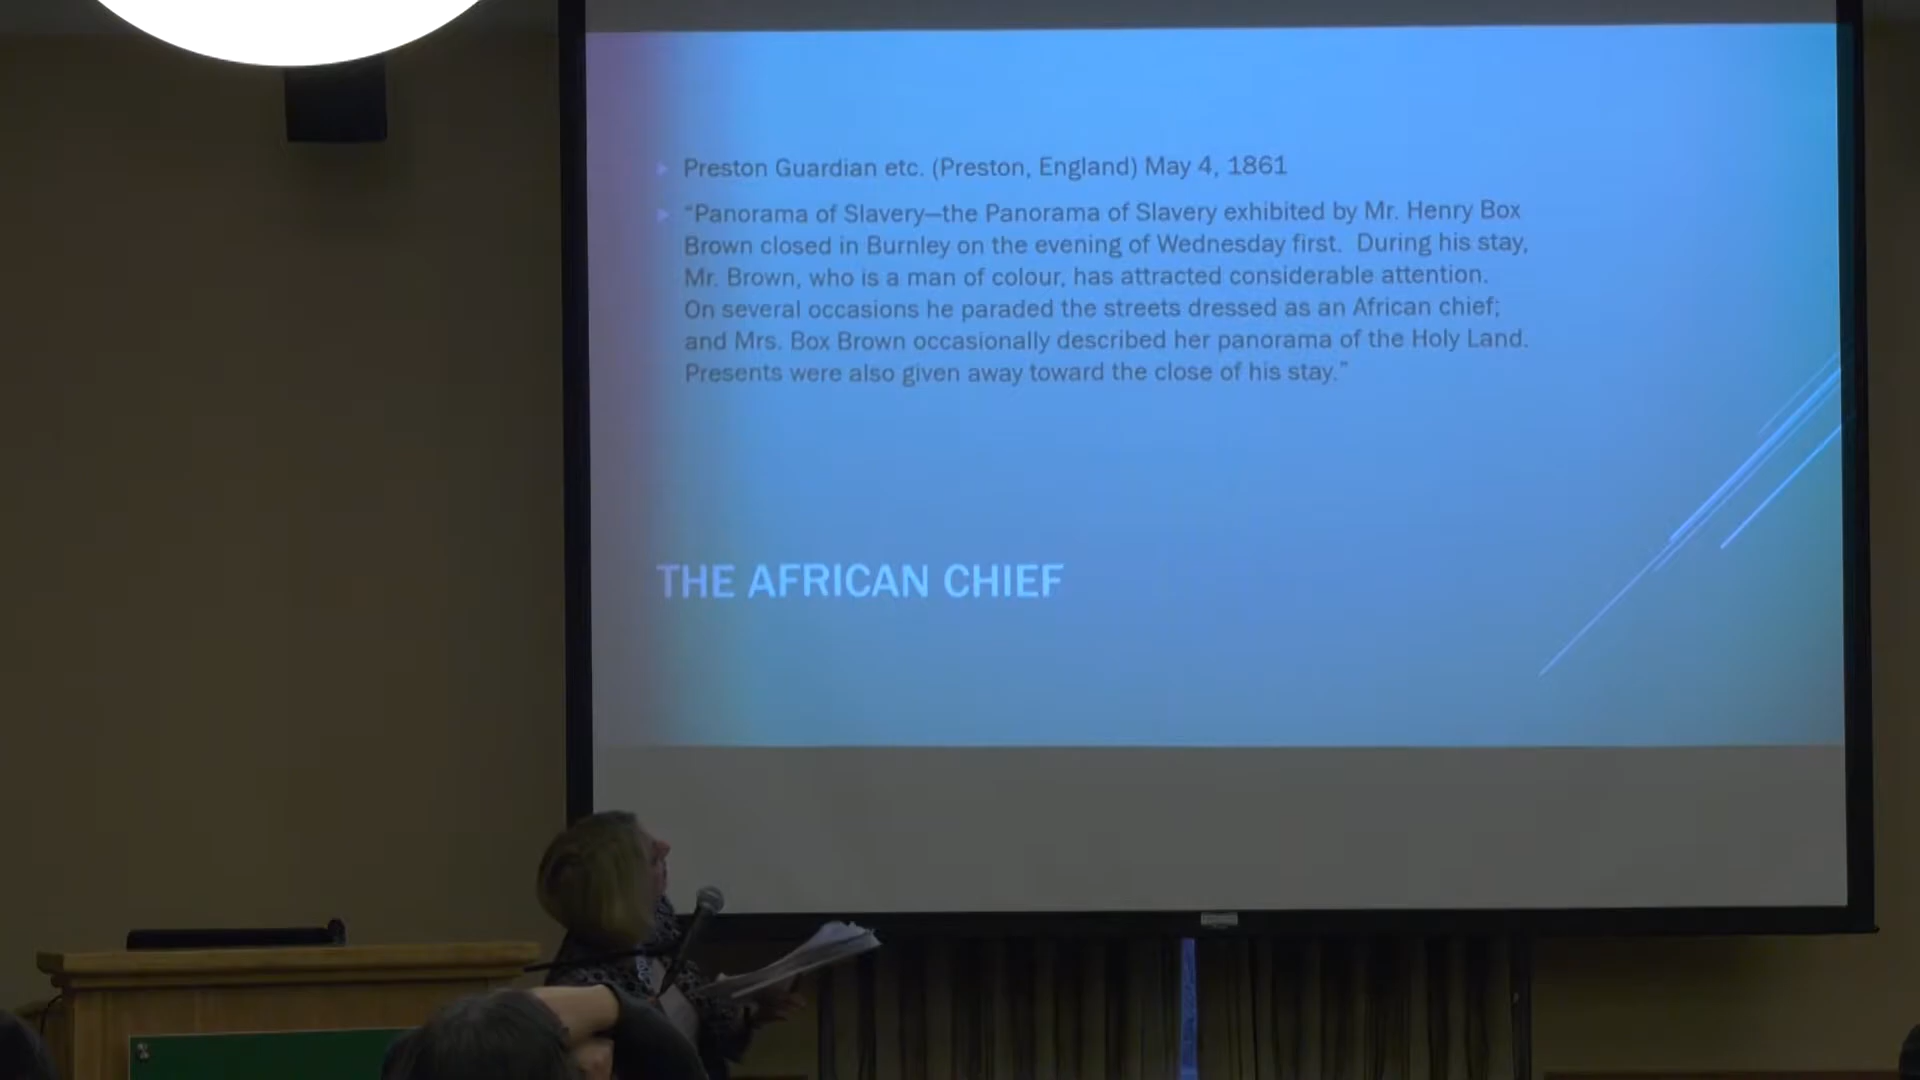 Preston Guardian etc. (Preston, England) May 4, 1861
“Panorama of Slavery—the Panorama of Slavery exhibited by Mr. Henry Box
Brown closed in Burnley on the evening of Wednesday first. During his stay,
Mr. Brown, who is a man of colour, has attracted considerable attention.
On several occasions he paraded the streets dressed as an African chief;
and Mrs. Box Brown occasionally described her panorama of the Holy Land.
Presents were also given away toward the close of his stay.”
THE AFRICAN CHIEF